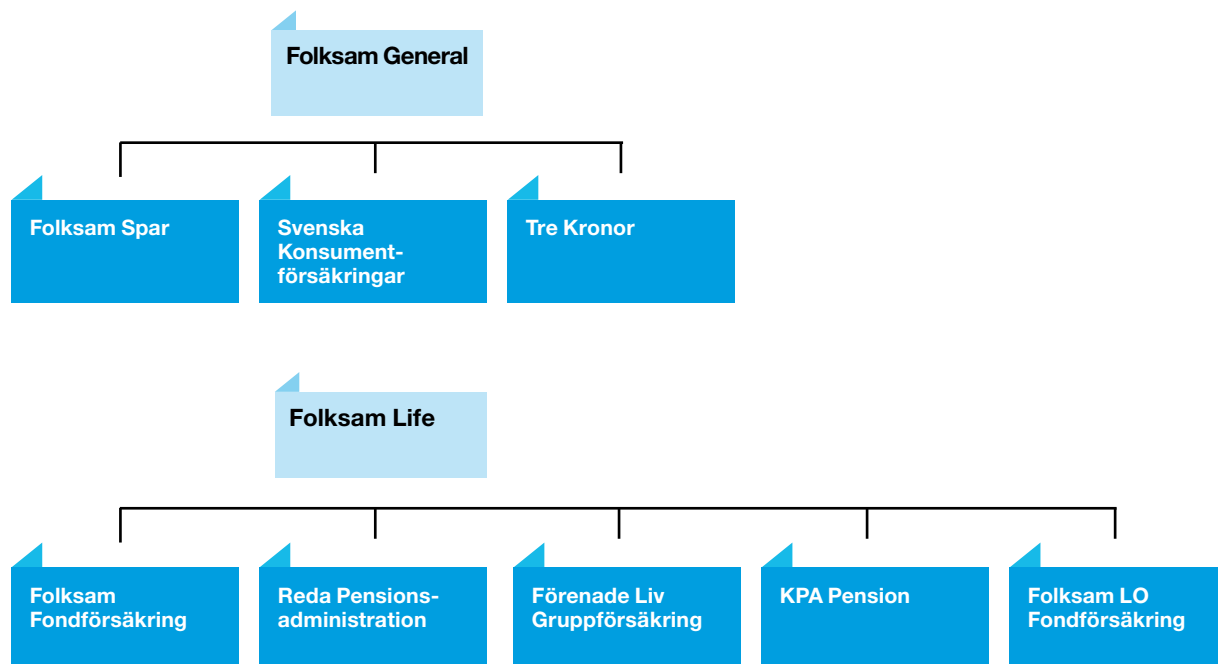 Folksam General
Folksam Spar
Svenska
Konsument-
försäkringar
Tre Kronor
Folksam Life
Folksam
Fondförsäkring
Reda Pensions-
administration
Förenade Liv
Gruppförsäkring
KPA Pension
Folksam LO
Fondförsäkring